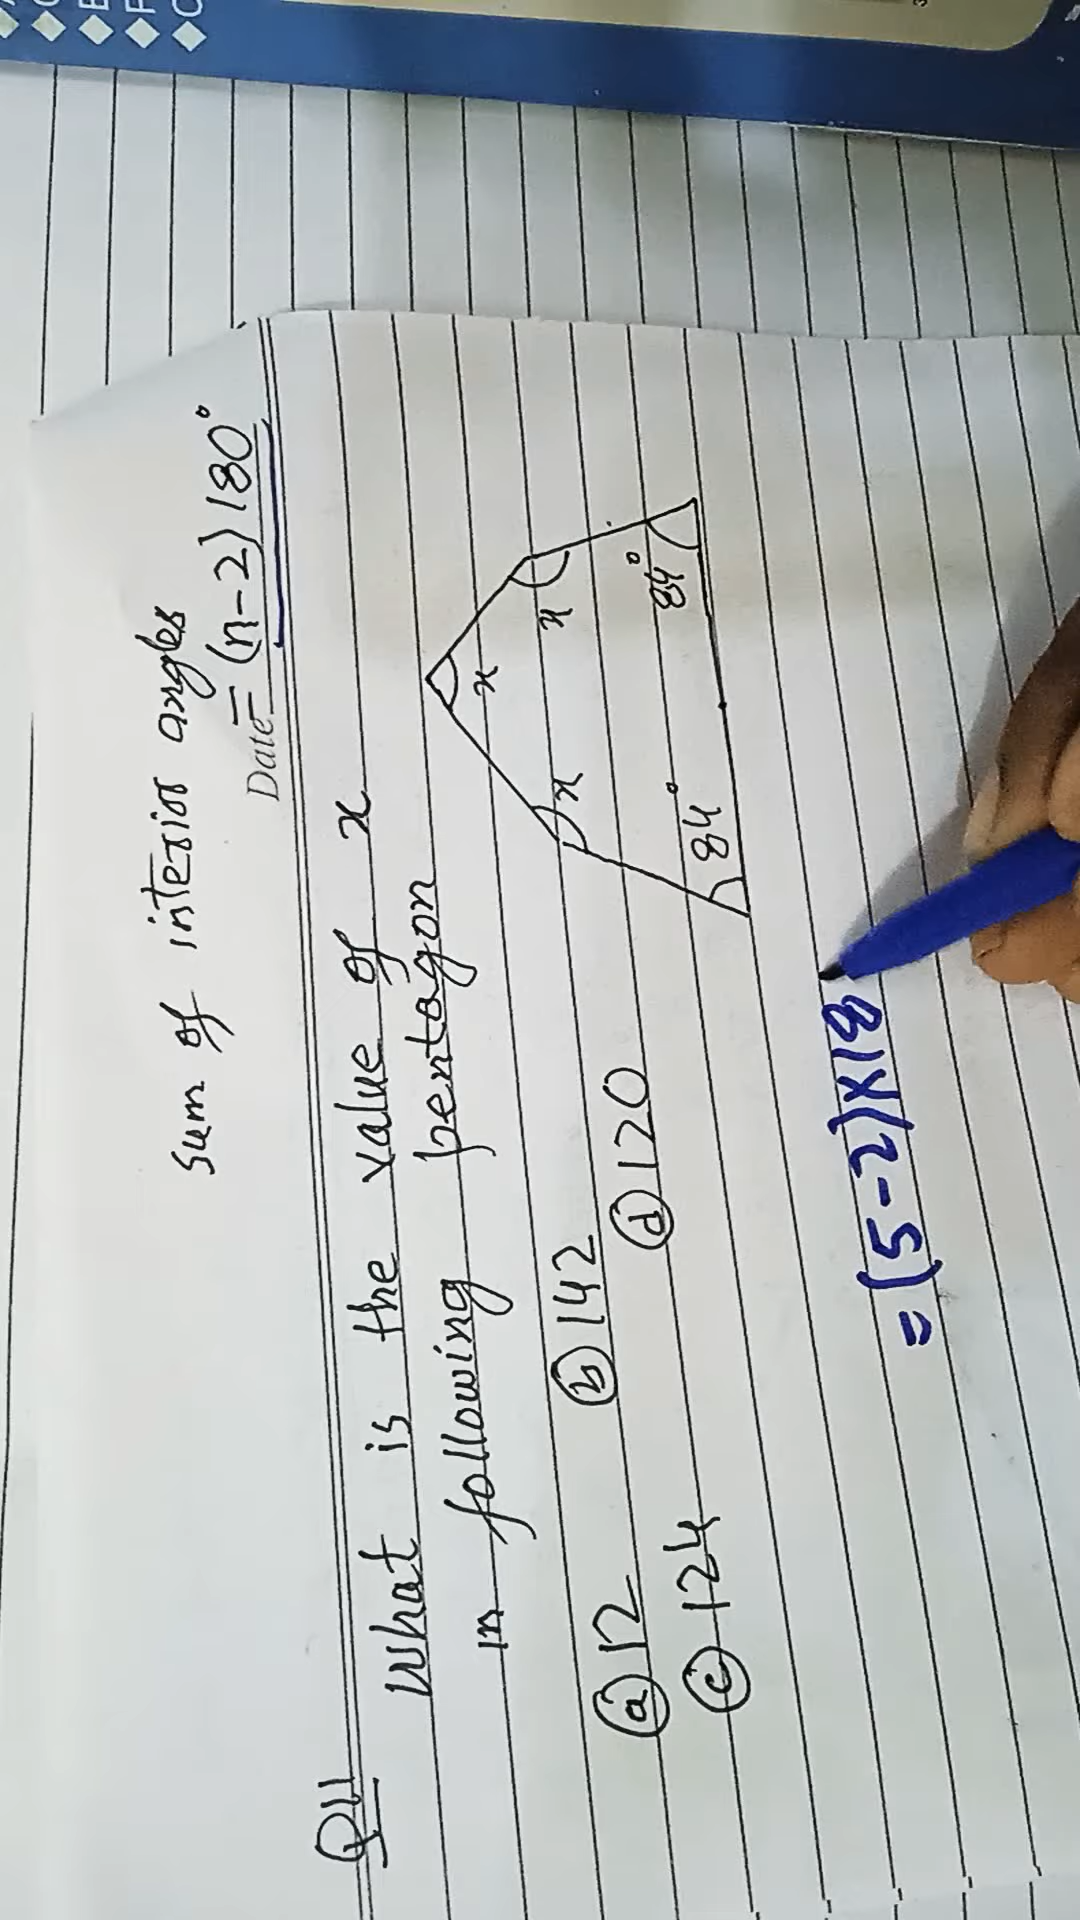 sum of interior angles
= (n-2) 180°
Date
Q11
What is the value of x
in following pentagon
(a) 12 (b) 142
(c) 124 (d) 120
x
x
x
84°
84°
= (5-2)×18